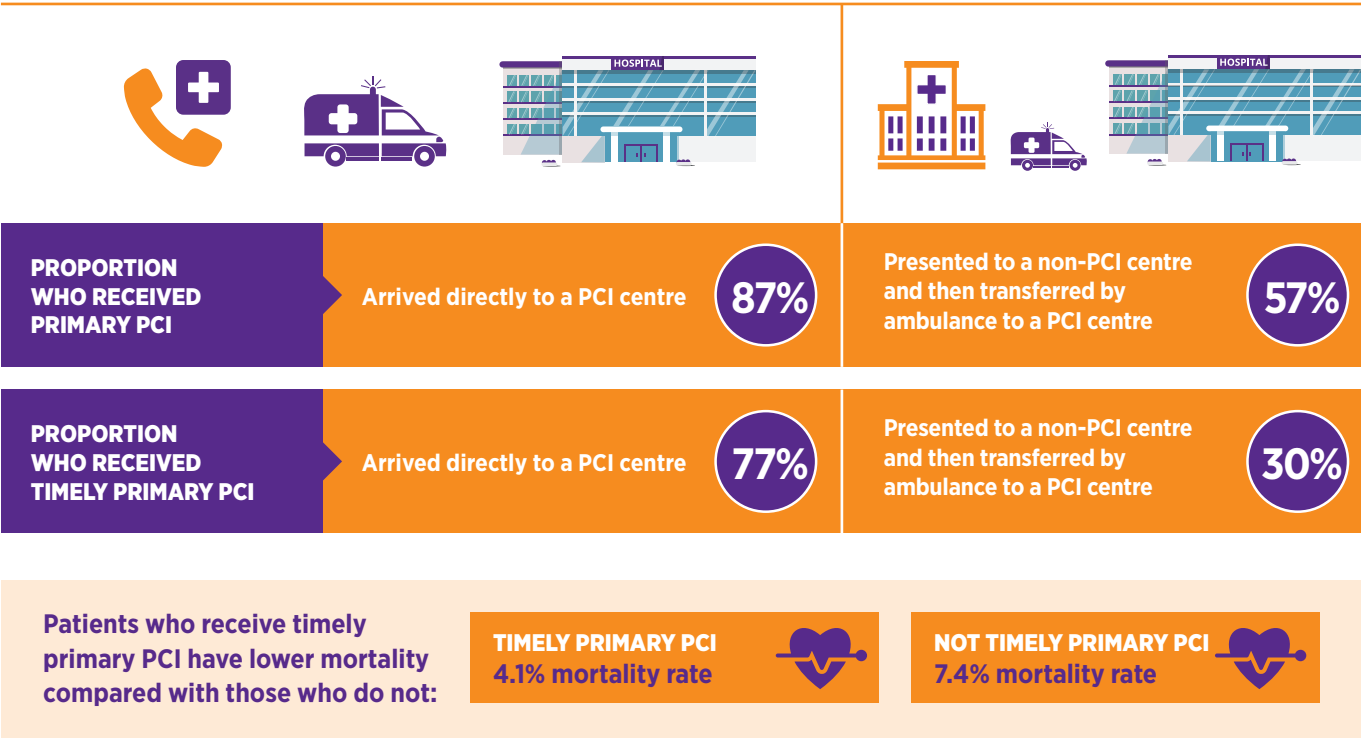 HOSPITAL
HOSPITAL
PROPORTION
WHO RECEIVED
PRIMARY PCI
Arrived directly to a PCI centre
87%
Presented to a non-PCI centre
and then transferred by
ambulance to a PCI centre
57%
PROPORTION
WHO RECEIVED
TIMELY PRIMARY PCI
Arrived directly to a PCI centre
77%
Presented to a non-PCI centre
and then transferred by
ambulance to a PCI centre
30%
Patients who receive timely
primary PCI have lower mortality
compared with those who do not:
TIMELY PRIMARY PCI
4.1% mortality rate
NOT TIMELY PRIMARY PCI
7.4% mortality rate